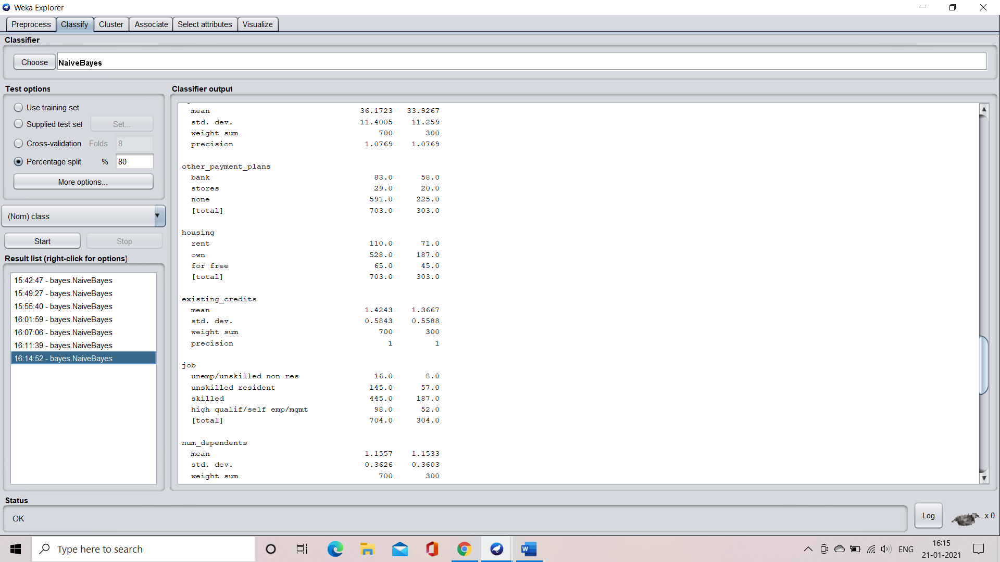 Weka Explorer
Preprocess Classify Cluster Associate Select attributes Visualize
Classifier
Choose NaiveBayes
Test options
Use training set
Supplied test set Set...
Cross-validation Folds 8
Percentage split % 80
More options...
(Nom) class
Start Stop
Result list (right-click for options)
15:42:47 - bayes.NaiveBayes
15:49:27 - bayes.NaiveBayes
15:55:40 - bayes.NaiveBayes
16:01:59 - bayes.NaiveBayes
16:07:06 - bayes.NaiveBayes
16:11:39 - bayes.NaiveBayes
16:14:52 - bayes.NaiveBayes
Classifier output
mean 36.1723 33.9267
std. dev. 11.4005 11.259
weight sum 700 300
precision 1.0769 1.0769
other_payment_plans
bank 83.0 58.0
stores 29.0 20.0
none 591.0 225.0
[total] 703.0 303.0
housing
rent 110.0 71.0
own 528.0 187.0
for free 65.0 45.0
[total] 703.0 303.0
existing_credits
mean 1.4243 1.3667
std. dev. 0.5843 0.5588
weight sum 700 300
precision 1 1
job
unemp/unskilled non res 16.0 8.0
unskilled resident 145.0 57.0
skilled 445.0 187.0
high qualif/self emp/mgmt 98.0 52.0
[total] 704.0 304.0
num_dependents
mean 1.1557 1.1533
std. dev. 0.3626 0.3603
weight sum 700 300
Status
OK
Log x 0
Type here to search
ENG
16:15
21-01-2021